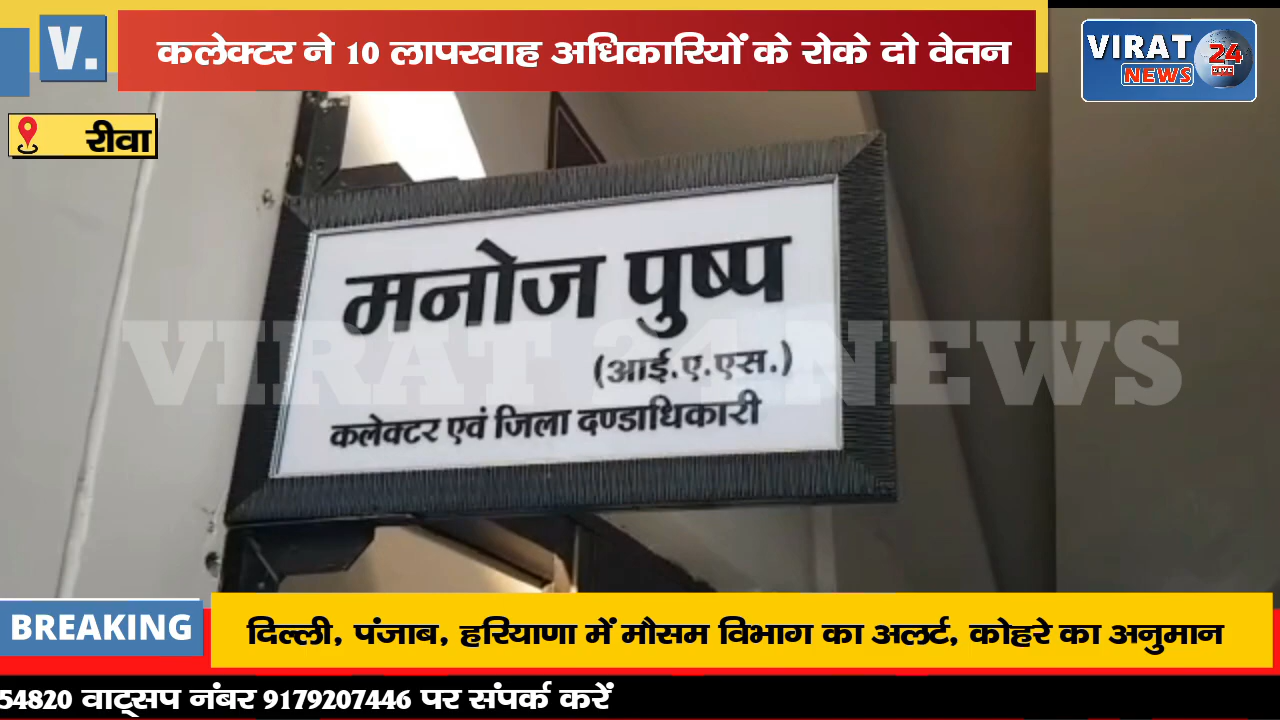 V.
कलेक्टर ने 10 लापरवाह अधिकारियों के रोके दो वेतन
VIRAT
NEWS
24
LIVE
रीवा
मनोज पुष्प
(आई.ए.एस.)
कलेक्टर एवं जिला दण्डाधिकारी
VIRAT 24 NEWS
BREAKING
दिल्ली, पंजाब, हरियाणा में मौसम विभाग का अलर्ट, कोहरे का अनुमान
54820 वाट्सप नंबर 9179207446 पर संपर्क करें